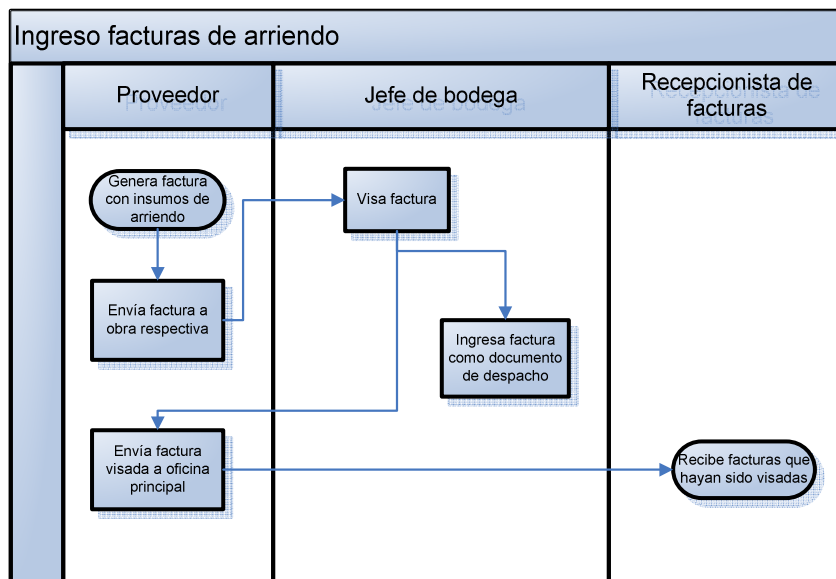 Ingreso facturas de arriendo
Proveedor
Jefe de bodega
Recepcionista de
facturas
Genera factura
con insumos de
arriendo
Visa factura
Envía factura a
obra respectiva
Ingresa factura
como documento
de despacho
Envía factura
visada a oficina
principal
Recibe facturas que
hayan sido visadas